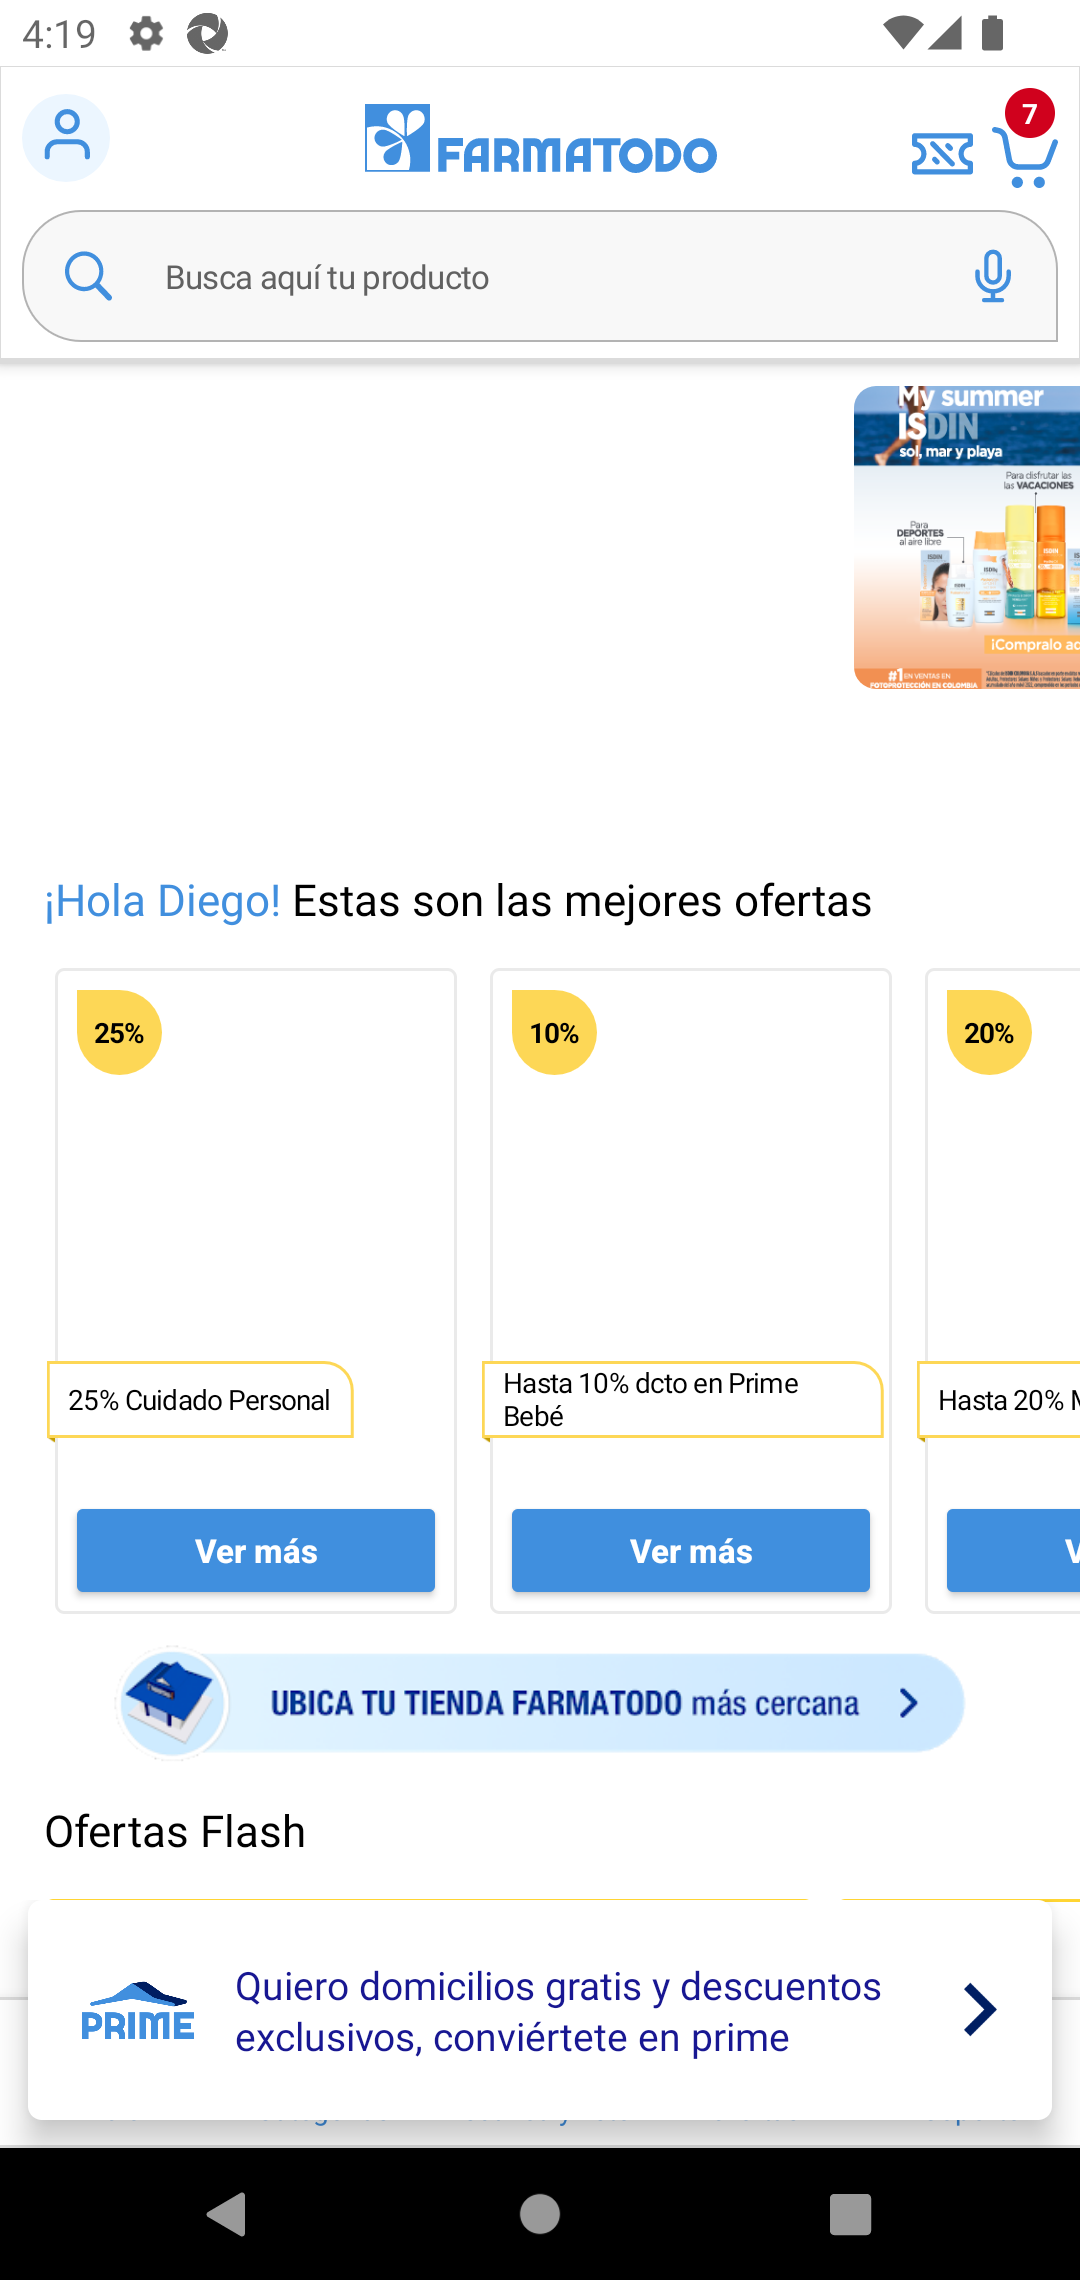 4:19
FARMATODO
7
Busca aquí tu producto
My summer
ISDIN
sol, mar y playa
Para disfrutar las
las VACACIONES
Para
DEPORTES
al aire libre
¡Compralo
#1 EN VENTAS EN
FOTOPROTECCIÓN EN COLOMBIA
¡Hola Diego! Estas son las mejores ofertas
25%
10%
20%
25% Cuidado Personal
Hasta 10% dcto en Prime
Bebé
Hasta 20%
Ver más
Ver más
UBICA TU TIENDA FARMATODO más cercana
Ofertas Flash
PRIME
Quiero domicilios gratis y descuentos
exclusivos, conviértete en prime